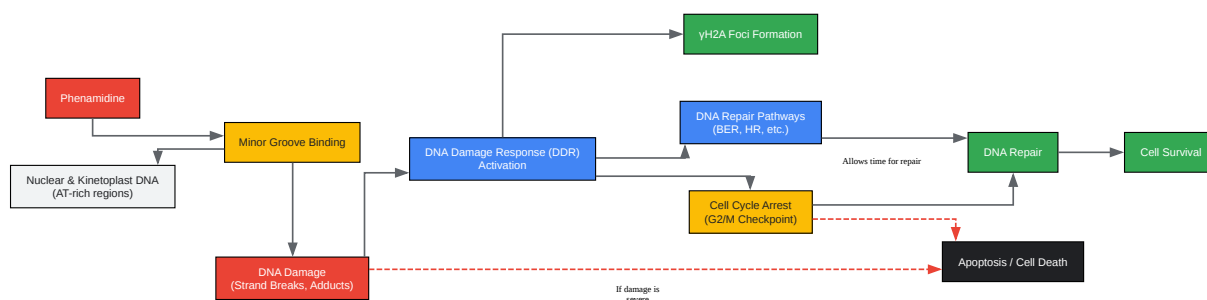 γH2A Foci Formation
Phenamidine
DNA Repair Pathways
(BER, HR, etc.)
Minor Groove Binding
DNA Damage Response (DDR)
Activation
DNA Repair
Cell Survival
Allows time for repair
Nuclear & Kinetoplast DNA
(AT-rich regions)
Cell Cycle Arrest
(G2/M Checkpoint)
DNA Damage
(Strand Breaks, Adducts)
Apoptosis / Cell Death
If damage is
severe